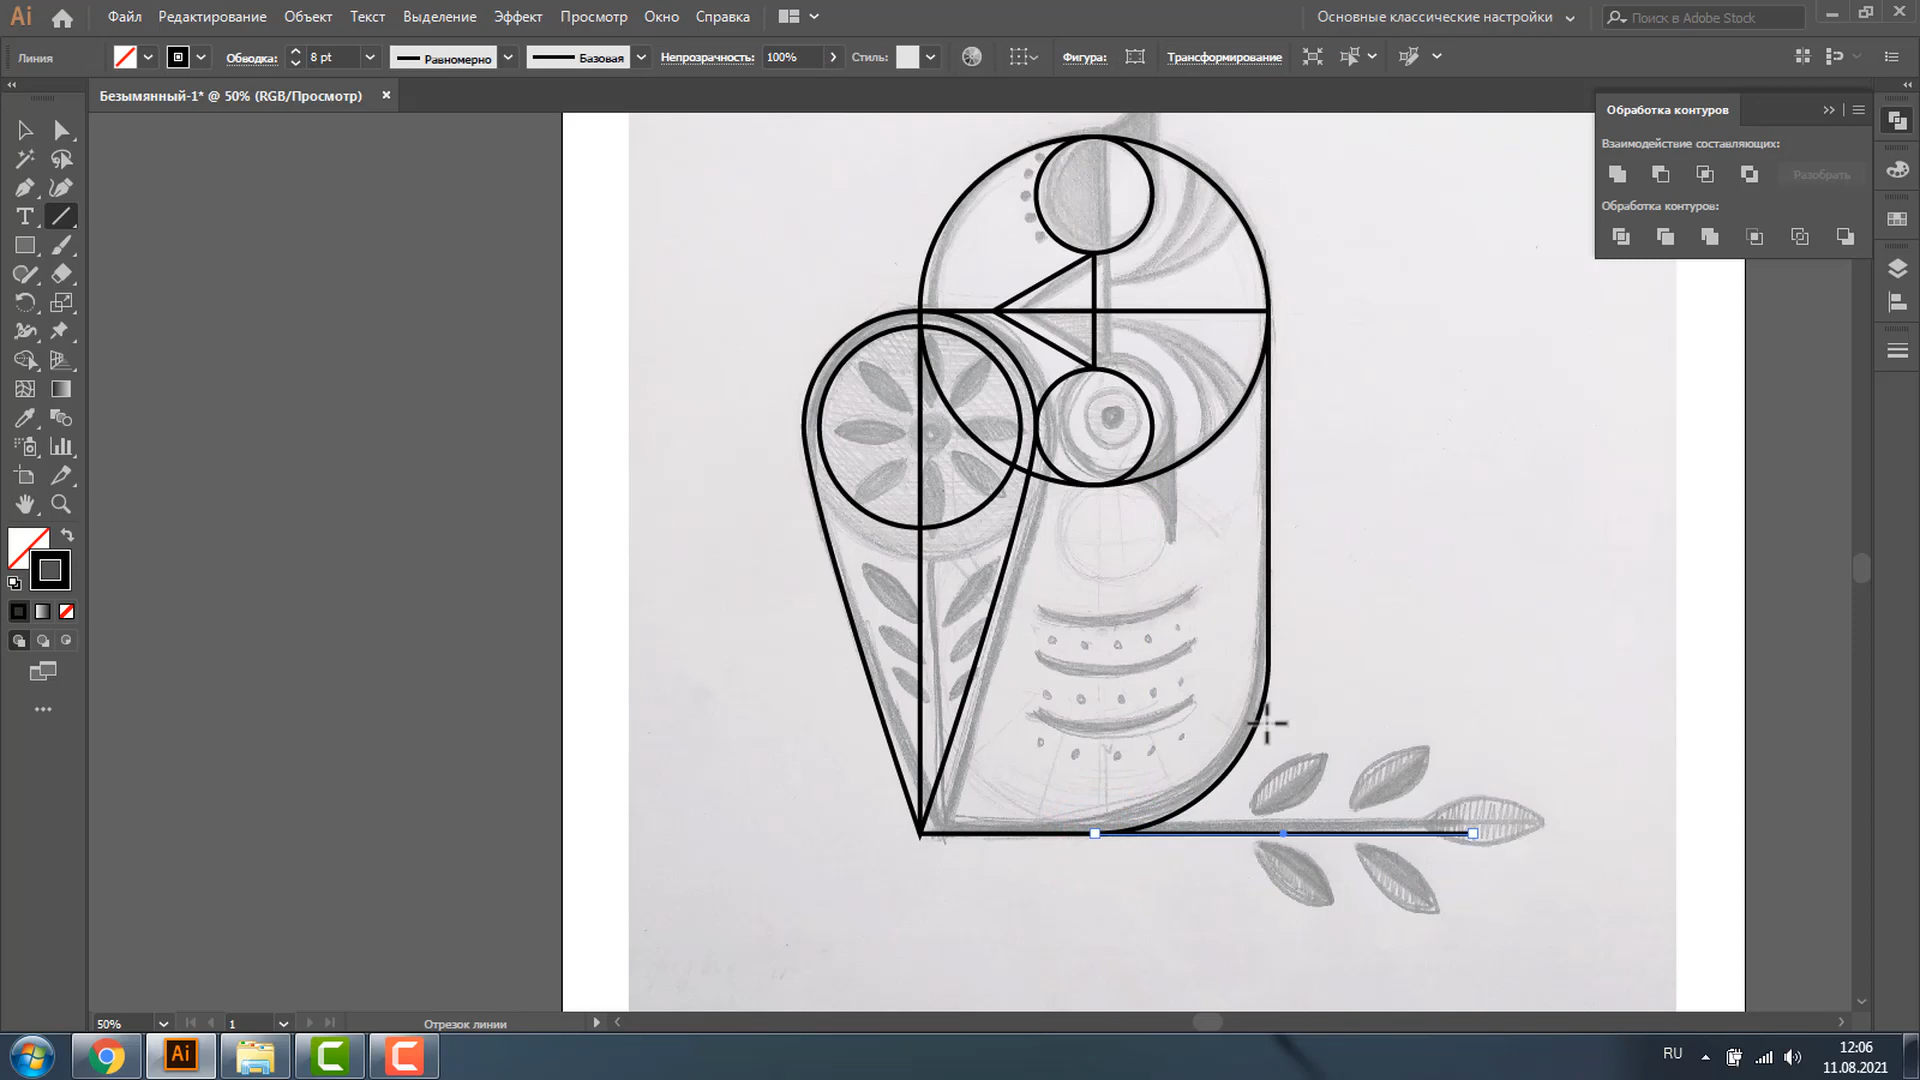 Ai Файл Редактирование Объект Текст Выделение Эффект Просмотр Окно Справка Основные классические настройки Поиск в Adobe Stock
Линия Обводка: 8 pt Равномерно Базовая Непрозрачность: 100% Стиль: Фигура: Трансформирование
Безымянный-1* @ 50% (RGB/Просмотр)
Обработка контуров
Взаимодействие составляющих:
Разобрать
Обработка контуров:
50% 1 Отрезок линии
Ai
RU
12:06
11.08.2021